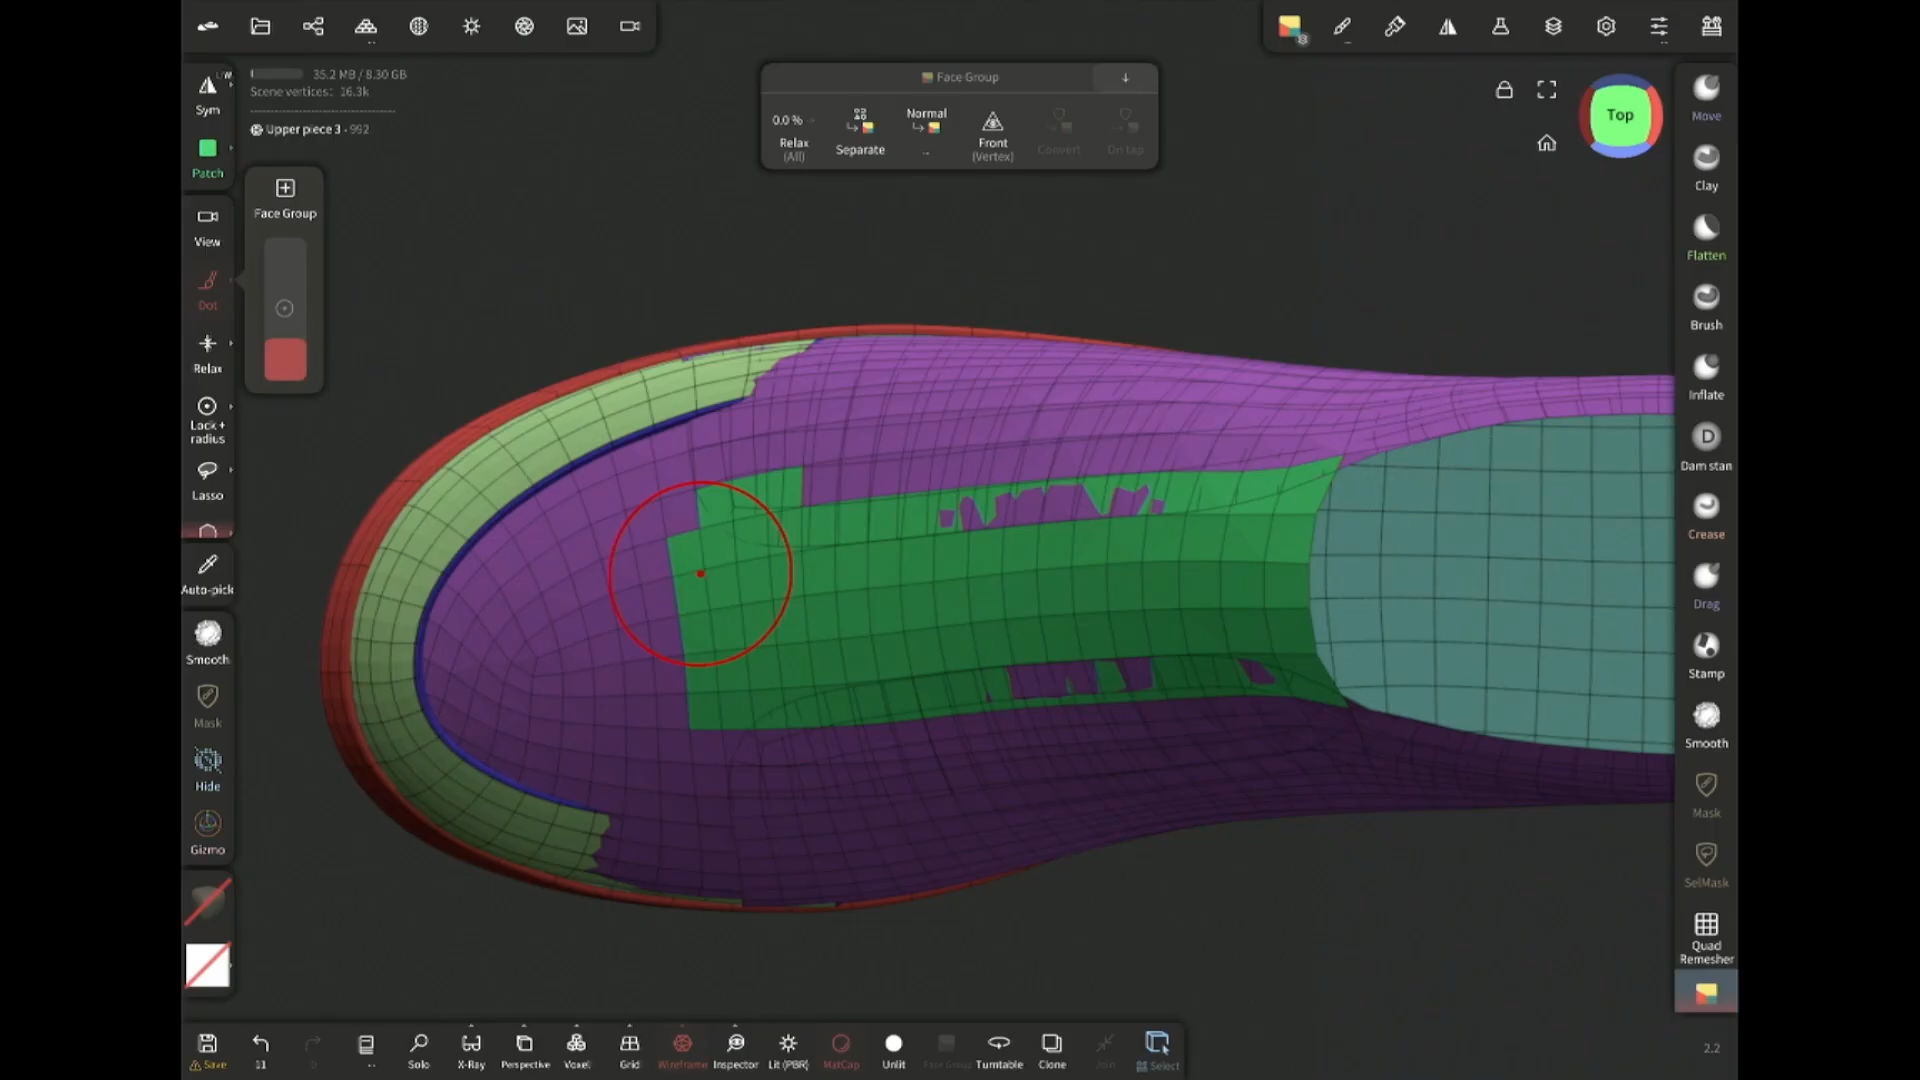 35.2 MB / 8.30 GB
Scene vertices: 16.3k
Upper piece 3 - 992
Sym
Patch
Face Group
View
Dot
Relax
Lock +
radius
Lasso
Auto-pick
Smooth
Mask
Hide
Gizmo
Face Group
0.0 %
Relax
(All)
Separate
Normal
Front
(Vertex)
Convert
On tap
Top
Move
Clay
Flatten
Brush
Inflate
D
Dam stan
Crease
Drag
Stamp
Smooth
Mask
SelMask
Quad
Remesher
2.2
Save
11
Solo
X-Ray
Perspective
Voxel
Grid
Wireframe
Inspector
Lit (PBR)
MatCap
Unlit
Face Group
Turntable
Clone
Join
Select